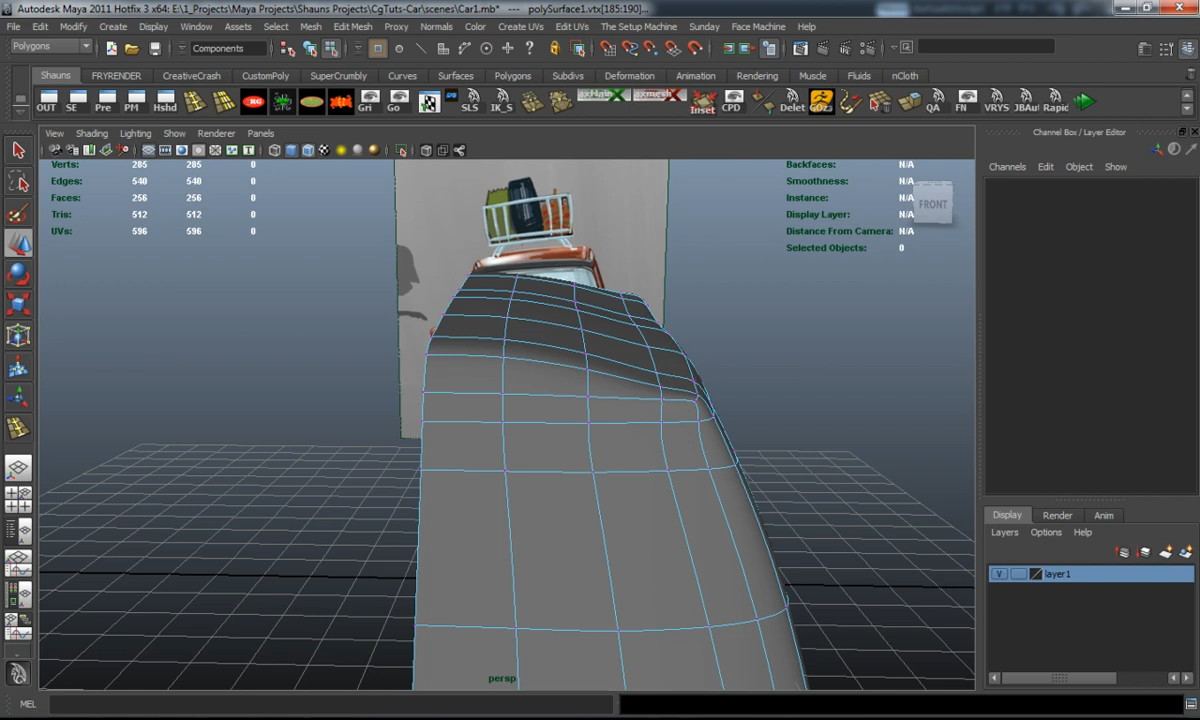 Autodesk Maya 2011 Hotfix 3 x64: E:\1_Projects\Maya Projects\Shauns Projects\CgTuts-Car\scenes\Car1.mb* --- polySurface1.vtx[185:190]...
File Edit Modify Create Display Window Assets Select Mesh Edit Mesh Proxy Normals Color Create UVs Edit UVs The Setup Machine Sunday Face Machine Help
Polygons Components
Shauns FRYRENDER CreativeCrash CustomPoly SuperCrumbly Curves Surfaces Polygons Subdivs Deformation Animation Rendering Muscle Fluids nCloth
OUT SE Pre PM Hshd Gri Go SLS IK_S Inset CPD Delet GOz3 QA FN VRYS JBAut Rapic
View Shading Lighting Show Renderer Panels
Verts: 285 285 0
Edges: 540 540 0
Faces: 256 256 0
Tris: 512 512 0
UVs: 596 596 0
Backfaces: N/A
Smoothness: N/A
Instance: N/A
Display Layer: N/A
Distance From Camera: N/A
Selected Objects: 0
FRONT
persp
Channel Box / Layer Editor
Channels Edit Object Show
Display Render Anim
Layers Options Help
V layer1
MEL